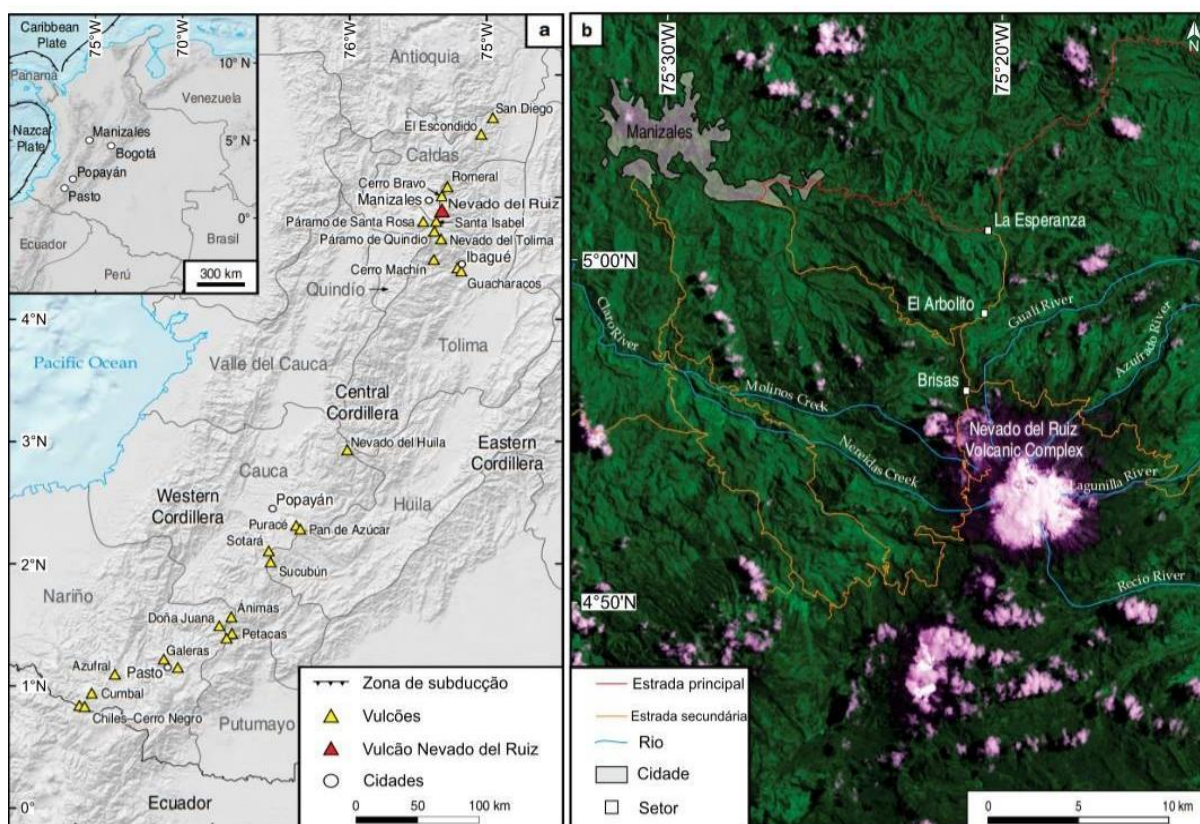 Caribbean
Plate
75°W
70°W
Panamá
10° N
Venezuela
Nazca
Plate
Manizales
Bogotá
5° N
Popayán
Pasto
0°
Ecuador
Brasil
Perú
300 km
76°W
75°W
a
Antioquia
San Diego
El Escondido
Caldas
Romeral
Cerro Bravo
Manizales
Nevado del Ruiz
Páramo de Santa Rosa
Santa Isabel
Páramo de Quindio
Nevado del Tolima
Ibagué
Cerro Machín
Guacharacos
Quindío
4°N
Tolima
Pacific Ocean
Valle del Cauca
Central
Cordillera
3°N
Nevado del Huila
Eastern
Cordillera
Cauca
Popayán
Huila
Western
Cordillera
Puracé
Pan de Azúcar
Sotará
2°N
Sucubún
Nariño
Ánimas
Doña Juana
Petacas
Galeras
Azufral
Pasto
1°N
Cumbal
Chiles-Cerro Negro
Putumayo
0°
Ecuador
Zona de subducção
Vulcões
Vulcão Nevado del Ruiz
Cidades
0 50 100 km
b
75°30'W
75°20'W
Manizales
La Esperanza
5°00'N
El Arbolito
Claro River
Gualí River
Azufrado River
Brisas
Molinos Creek
Nevado del Ruiz
Volcanic Complex
Nereidas Creek
Lagunilla River
4°50'N
Recio River
Estrada principal
Estrada secundária
Rio
Cidade
Setor
0 5 10 km